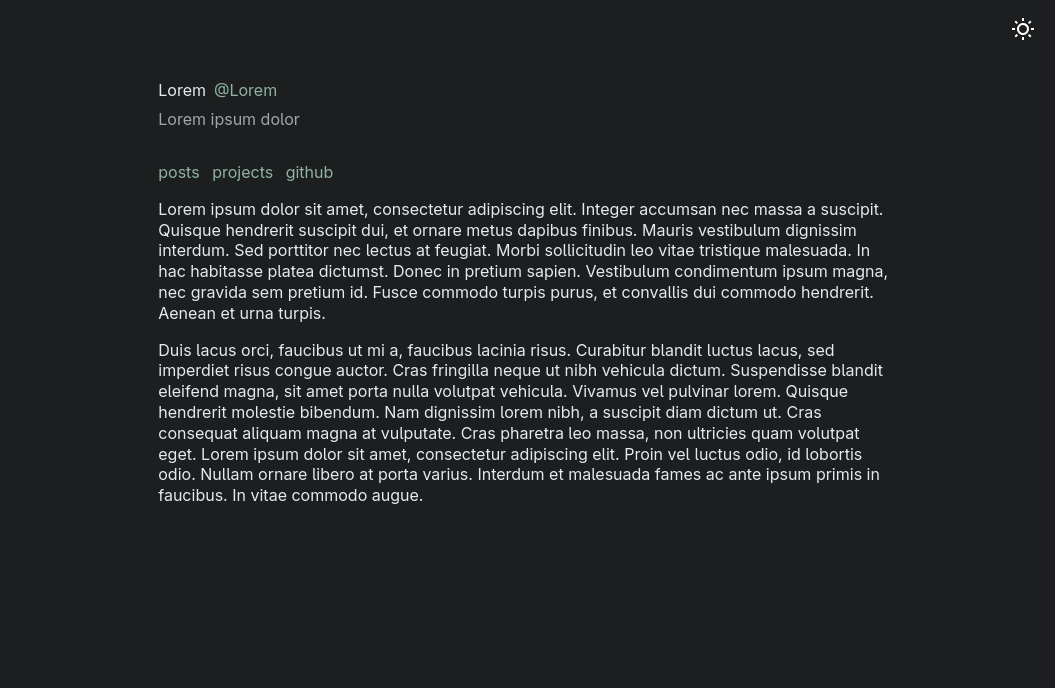 Lorem @Lorem
Lorem ipsum dolor
posts projects github
Lorem ipsum dolor sit amet, consectetur adipiscing elit. Integer accumsan nec massa a suscipit.
Quisque hendrerit suscipit dui, et ornare metus dapibus finibus. Mauris vestibulum dignissim
interdum. Sed porttitor nec lectus at feugiat. Morbi sollicitudin leo vitae tristique malesuada. In
hac habitasse platea dictumst. Donec in pretium sapien. Vestibulum condimentum ipsum magna,
nec gravida sem pretium id. Fusce commodo turpis purus, et convallis dui commodo hendrerit.
Aenean et urna turpis.
Duis lacus orci, faucibus ut mi a, faucibus lacinia risus. Curabitur blandit luctus lacus, sed
imperdiet risus congue auctor. Cras fringilla neque ut nibh vehicula dictum. Suspendisse blandit
eleifend magna, sit amet porta nulla volutpat vehicula. Vivamus vel pulvinar lorem. Quisque
hendrerit molestie bibendum. Nam dignissim lorem nibh, a suscipit diam dictum ut. Cras
consequat aliquam magna at vulputate. Cras pharetra leo massa, non ultricies quam volutpat
eget. Lorem ipsum dolor sit amet, consectetur adipiscing elit. Proin vel luctus odio, id lobortis
odio. Nullam ornare libero at porta varius. Interdum et malesuada fames ac ante ipsum primis in
faucibus. In vitae commodo augue.